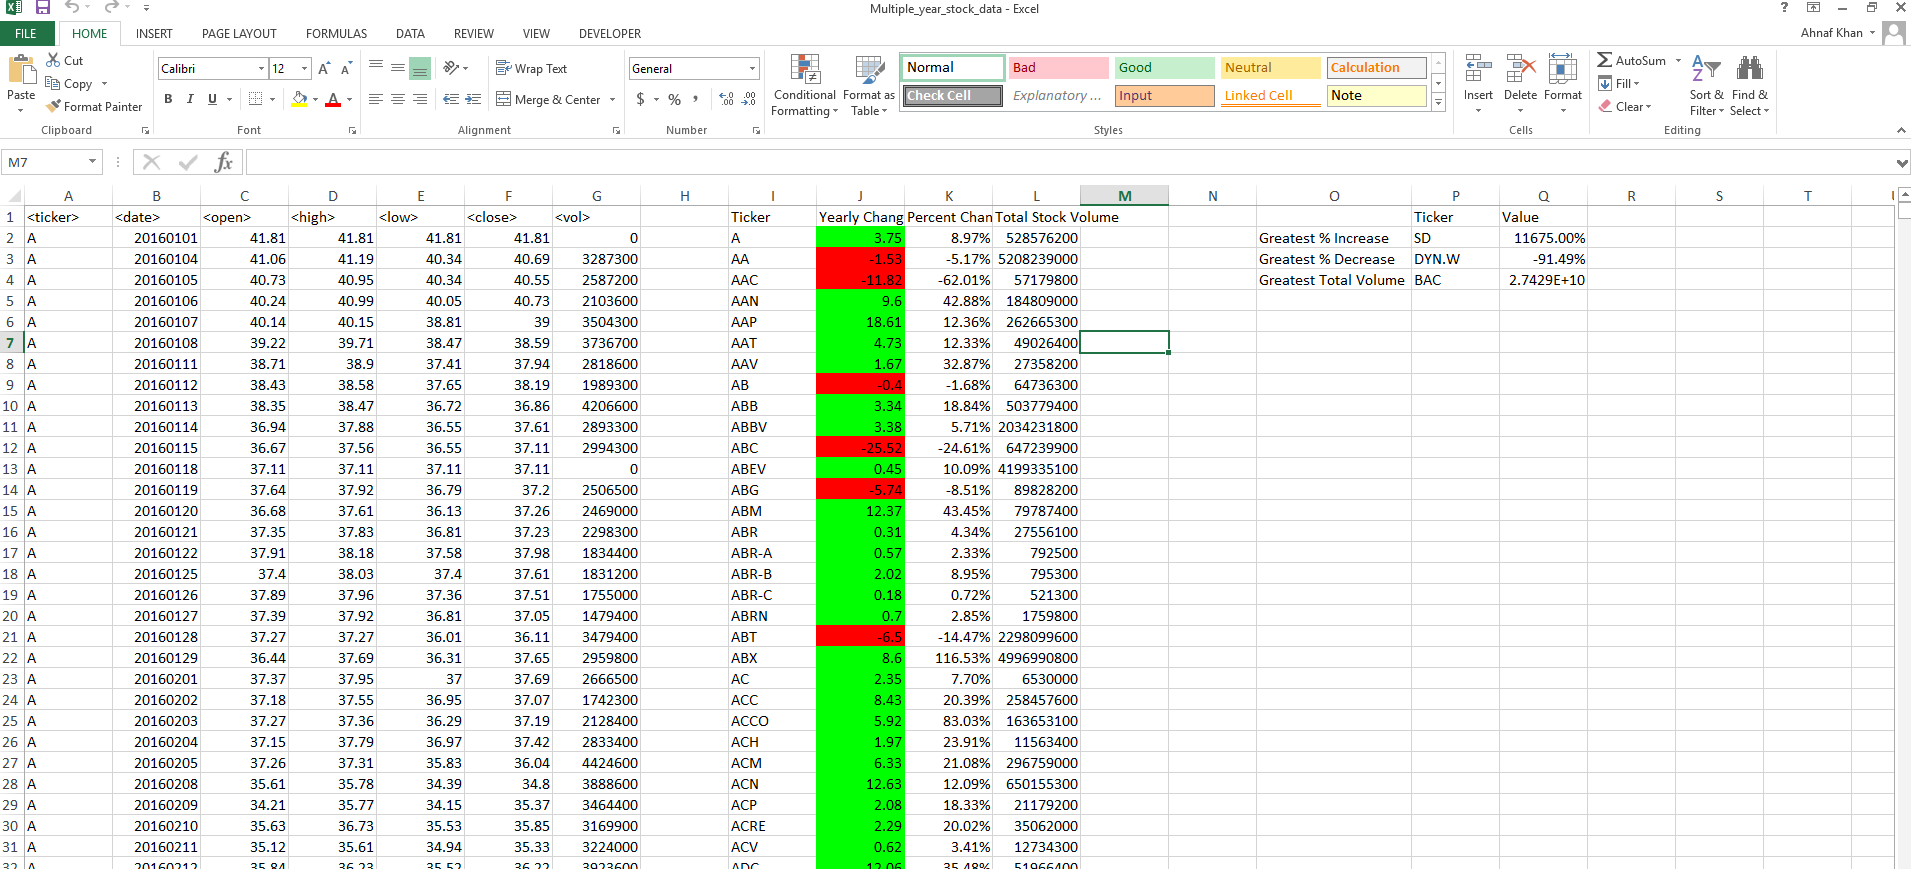 Multiple_year_stock_data - Excel
FILE HOME INSERT PAGE LAYOUT FORMULAS DATA REVIEW VIEW DEVELOPER Ahnaf Khan
Cut Calibri 12 Wrap Text General Normal Bad Good Neutral Calculation AutoSum
Copy Fill
Paste Format Painter B I U Merge & Center $ % Conditional Formatting Format as Table Check Cell Explanatory ... Input Linked Cell Note Insert Delete Format Clear Sort & Filter Find & Select
Clipboard Font Alignment Number Styles Cells Editing
M7 fx
A B C D E F G H I J K L M N O P Q R S T
1 <ticker> <date> <open> <high> <low> <close> <vol> Ticker Yearly Chang Percent Chan Total Stock Volume Ticker Value
2 A 20160101 41.81 41.81 41.81 41.81 0 A 3.75 8.97% 528576200 Greatest % Increase SD 11675.00%
3 A 20160104 41.06 41.19 40.34 40.69 3287300 AA -1.53 -5.17% 5208239000 Greatest % Decrease DYN.W -91.49%
4 A 20160105 40.73 40.95 40.34 40.55 2587200 AAC -11.82 -62.01% 57179800 Greatest Total Volume BAC 2.7429E+10
5 A 20160106 40.24 40.99 40.05 40.73 2103600 AAN 9.6 42.88% 184809000
6 A 20160107 40.14 40.15 38.81 39 3504300 AAP 18.61 12.36% 262665300
7 A 20160108 39.22 39.71 38.47 38.59 3736700 AAT 4.73 12.33% 49026400
8 A 20160111 38.71 38.9 37.41 37.94 2818600 AAV 1.67 32.87% 27358200
9 A 20160112 38.43 38.58 37.65 38.19 1989300 AB -0.4 -1.68% 64736300
10 A 20160113 38.35 38.47 36.72 36.86 4206600 ABB 3.34 18.84% 503779400
11 A 20160114 36.94 37.88 36.55 37.61 2893300 ABBV 3.38 5.71% 2034231800
12 A 20160115 36.67 37.56 36.55 37.11 2994300 ABC -25.52 -24.61% 647239900
13 A 20160118 37.11 37.11 37.11 37.11 0 ABEV 0.45 10.09% 4199335100
14 A 20160119 37.64 37.92 36.79 37.2 2506500 ABG -5.74 -8.51% 89828200
15 A 20160120 36.68 37.61 36.13 37.26 2469000 ABM 12.37 43.45% 79787400
16 A 20160121 37.35 37.83 36.81 37.23 2298300 ABR 0.31 4.34% 27556100
17 A 20160122 37.91 38.18 37.58 37.98 1834400 ABR-A 0.57 2.33% 792500
18 A 20160125 37.4 38.03 37.4 37.61 1831200 ABR-B 2.02 8.95% 795300
19 A 20160126 37.89 37.96 37.36 37.51 1755000 ABR-C 0.18 0.72% 521300
20 A 20160127 37.39 37.92 36.81 37.05 1479400 ABRN 0.7 2.85% 1759800
21 A 20160128 37.27 37.27 36.01 36.11 3479400 ABT -6.5 -14.47% 2298099600
22 A 20160129 36.44 37.69 36.31 37.65 2959800 ABX 8.6 116.53% 4996990800
23 A 20160201 37.37 37.95 37 37.69 2666500 AC 2.35 7.70% 6530000
24 A 20160202 37.18 37.55 36.95 37.07 1742300 ACC 8.43 20.39% 258457600
25 A 20160203 37.27 37.36 36.29 37.19 2128400 ACCO 5.92 83.03% 163653100
26 A 20160204 37.15 37.79 36.97 37.42 2833400 ACH 1.97 23.91% 11563400
27 A 20160205 37.26 37.31 35.83 36.04 4424600 ACM 6.33 21.08% 296759000
28 A 20160208 35.61 35.78 34.39 34.8 3888600 ACN 12.63 12.09% 650155300
29 A 20160209 34.21 35.77 34.15 35.37 3464400 ACP 2.08 18.33% 21179200
30 A 20160210 35.63 36.73 35.53 35.85 3169900 ACRE 2.29 20.02% 35062000
31 A 20160211 35.12 35.61 34.94 35.33 3224000 ACV 0.62 3.41% 12734300
32 A 20160212 35.84 36.23 35.52 36.22 3923600 ADC 12.06 35.48% 51966400